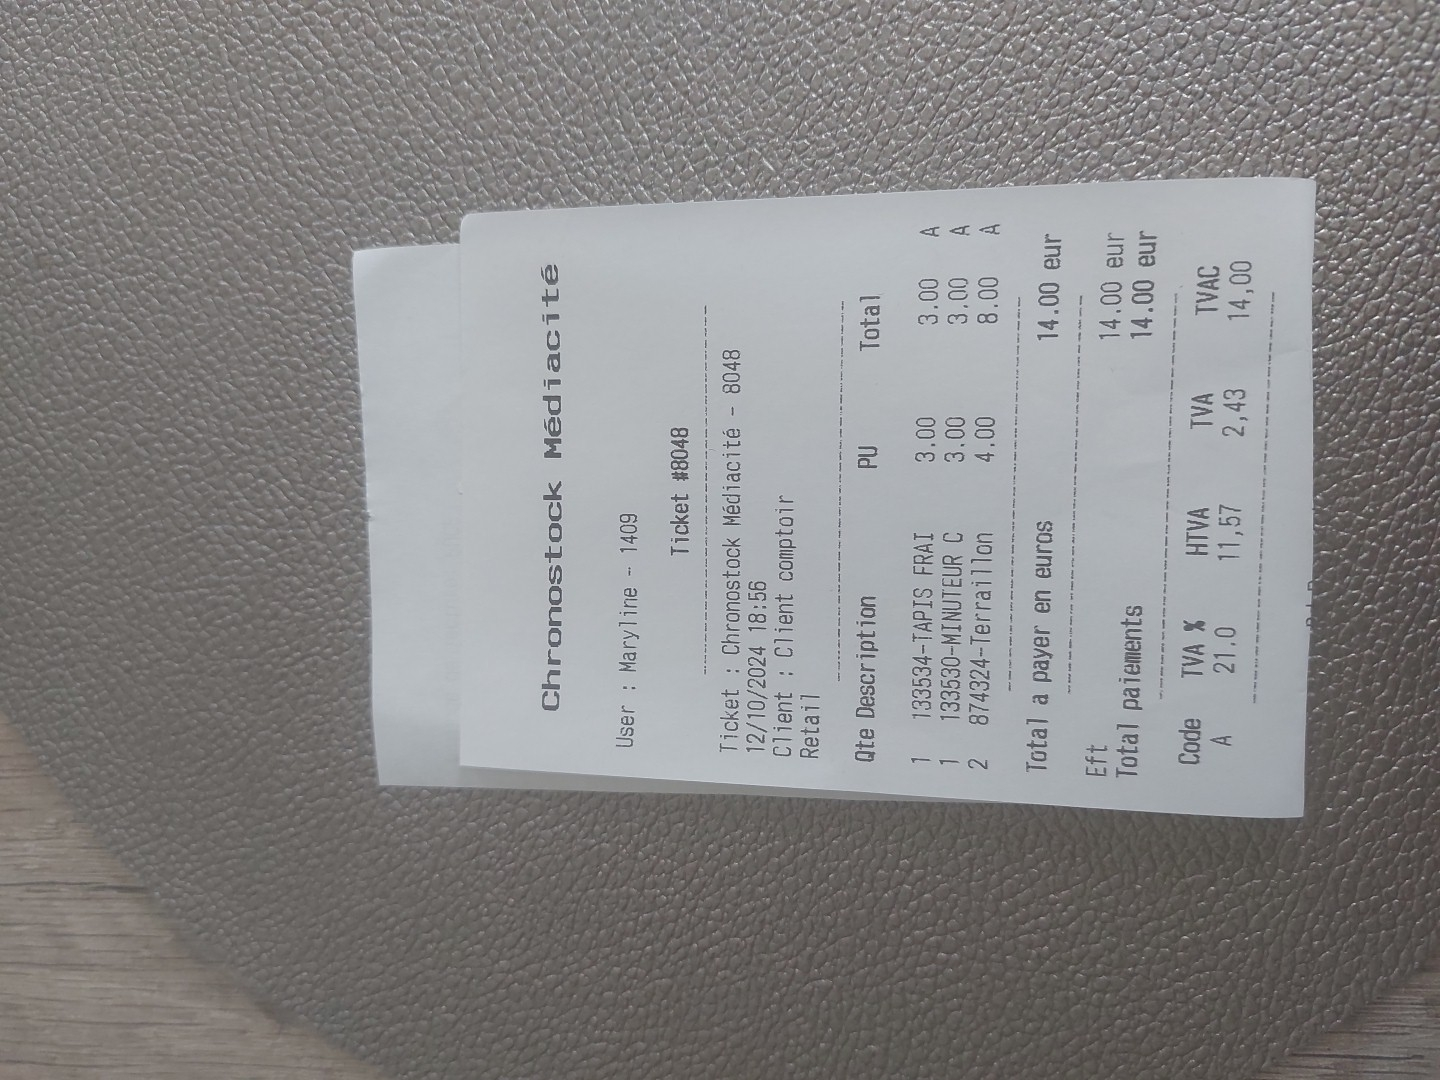 Chronostock Médiacité
User : Maryline - 1409
Ticket #8048
Ticket : Chronostock Médiacité - 8048
12/10/2024 18:56
Client : Client comptoir
Retail
Qte Description PU Total
1 133534-TAPIS FRAI 3.00 3.00 A
1 133530-MINUTEUR C 3.00 3.00 A
2 874324-Terraillon 4.00 8.00 A
Total a payer en euros 14.00 eur
Eft 14.00 eur
Total paiements 14.00 eur
Code TVA % HTVA TVA TVAC
A 21.0 11,57 2,43 14,00